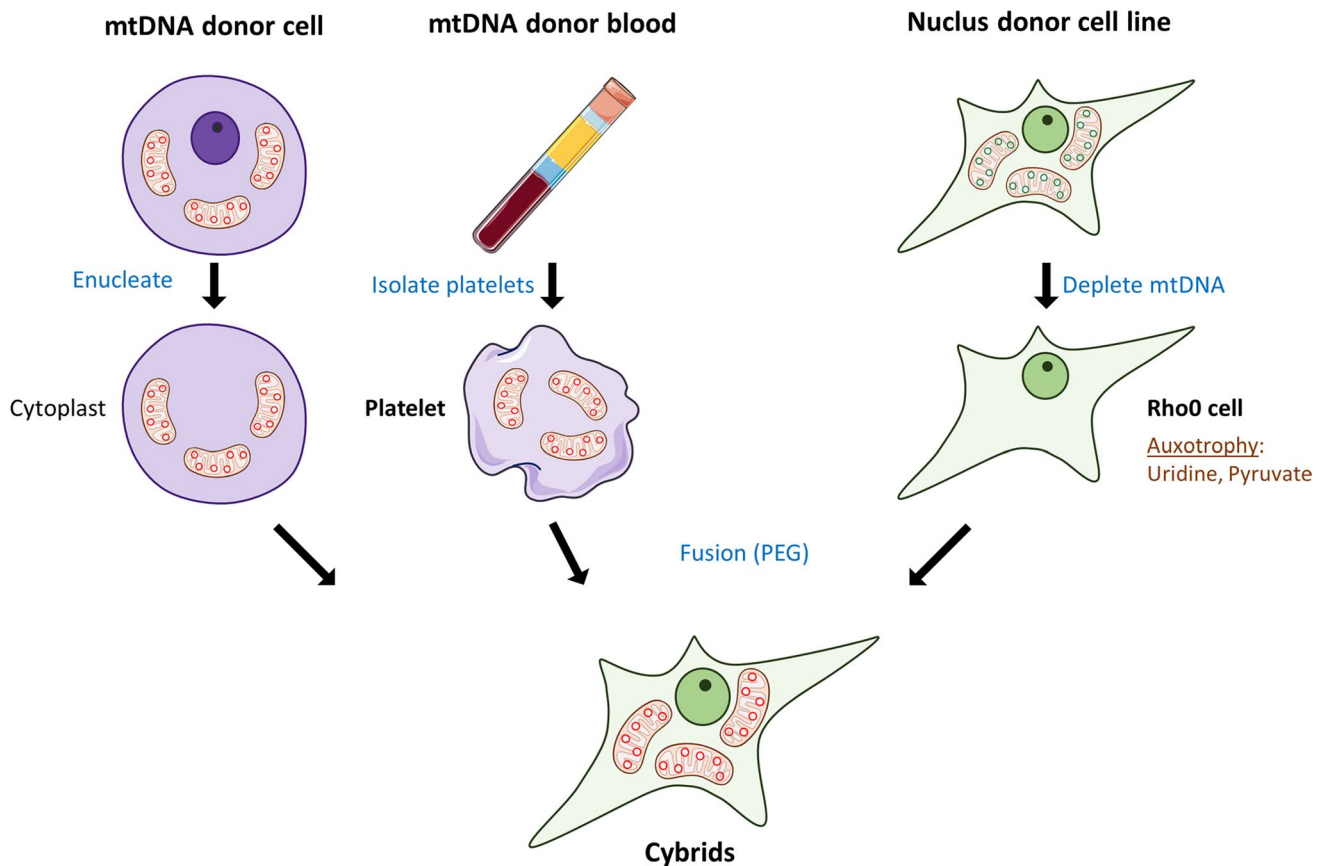 mtDNA donor cell
mtDNA donor blood
Nuclus donor cell line
Enucleate
Isolate platelets
Deplete mtDNA
Cytoplast
Platelet
Rho0 cell
Auxotrophy:
Uridine, Pyruvate
Fusion (PEG)
Cybrids